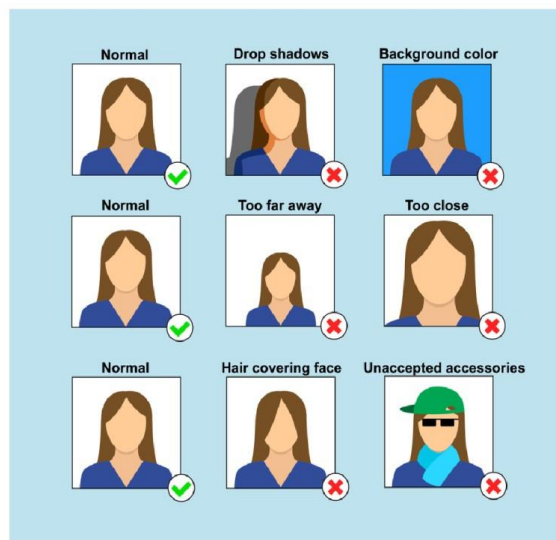 Normal
Drop shadows
Background color
Normal
Too far away
Too close
Normal
Hair covering face
Unaccepted accessories